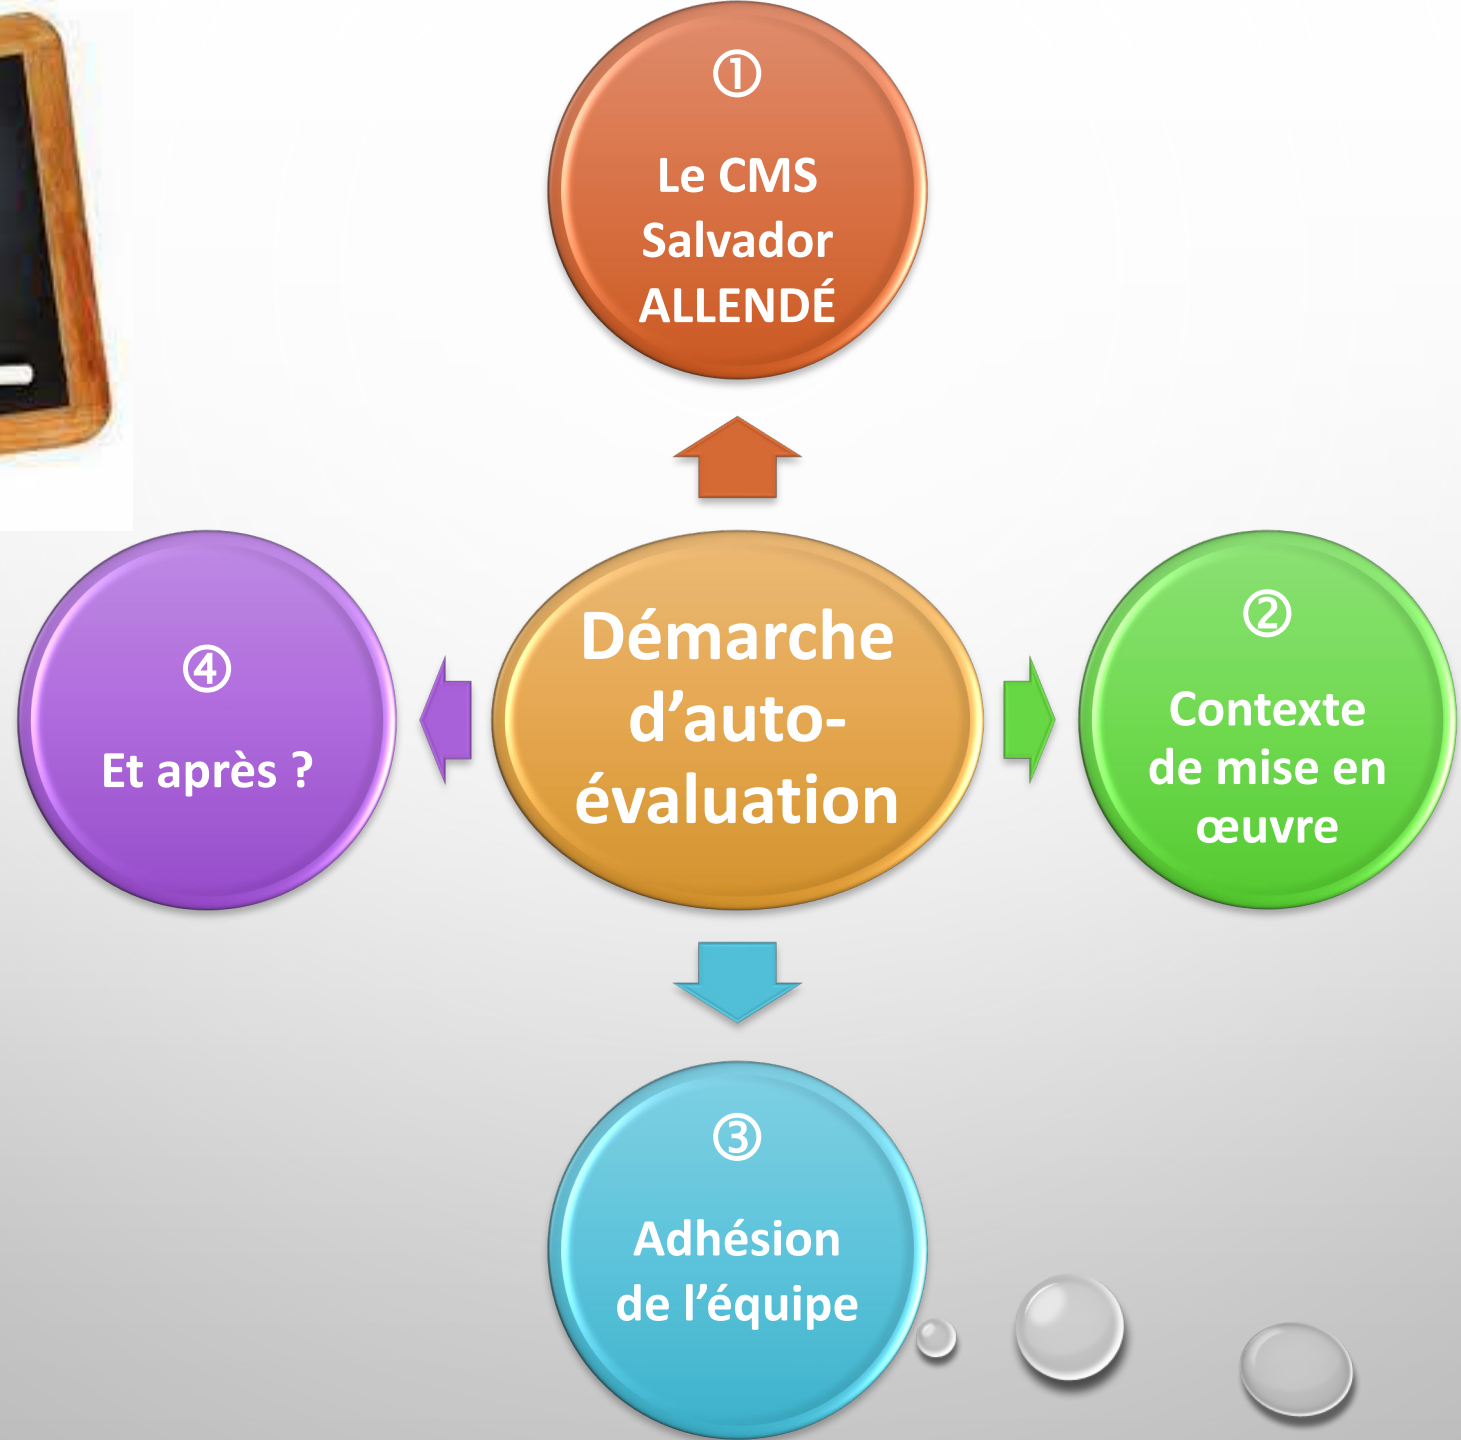 ①
Le CMS
Salvador
ALLENDÉ
Démarche
d’auto-
évaluation
②
Contexte
de mise en
œuvre
③
Adhésion
de l’équipe
④
Et après ?